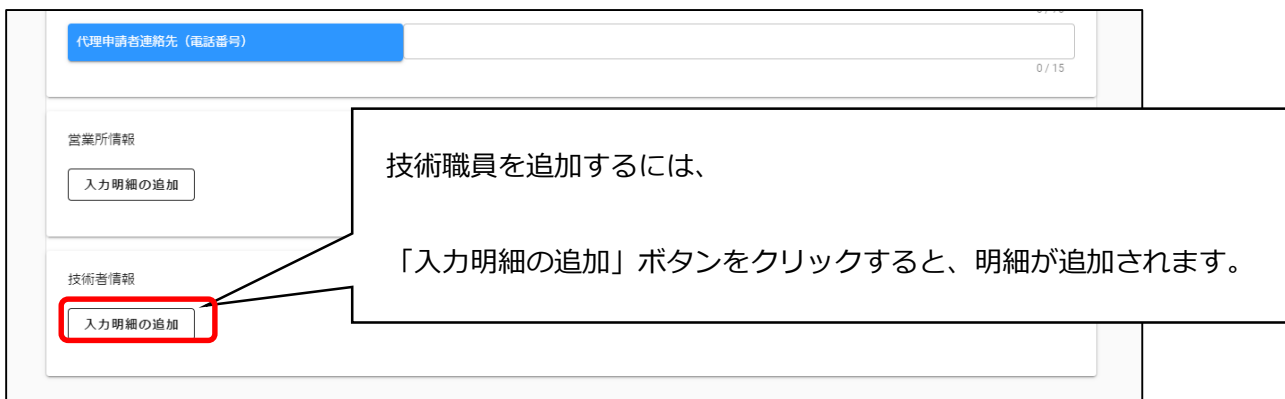 代理申請者連絡先（電話番号）
0 / 15
営業所情報
入力明細の追加
技術職員を追加するには、
「入力明細の追加」ボタンをクリックすると、明細が追加されます。
技術者情報
入力明細の追加